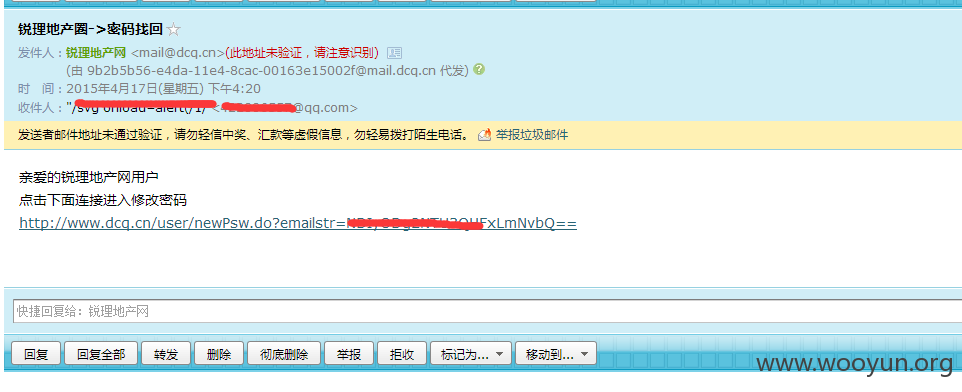 锐理地产圈->密码找回
发件人：锐理地产网 <mail@dcq.cn>(此地址未验证，请注意识别)
(由 9b2b5b56-e4da-11e4-8cac-00163e15002f@mail.dcq.cn 代发)
时 间：2015年4月17日(星期五) 下午4:20
收件人："/svg onload=alert(/1/ < @qq.com>
发送者邮件地址未通过验证，请勿轻信中奖、汇款等虚假信息，勿轻易拨打陌生电话。 举报垃圾邮件
亲爱的锐理地产网用户
点击下面连接进入修改密码
http://www.dcq.cn/user/newPsw.do?emailstr= FxLmNvbQ==
快捷回复给：锐理地产网
回复 回复全部 转发 删除 彻底删除 举报 拒收 标记为... 移动到...
www.wooyun.org